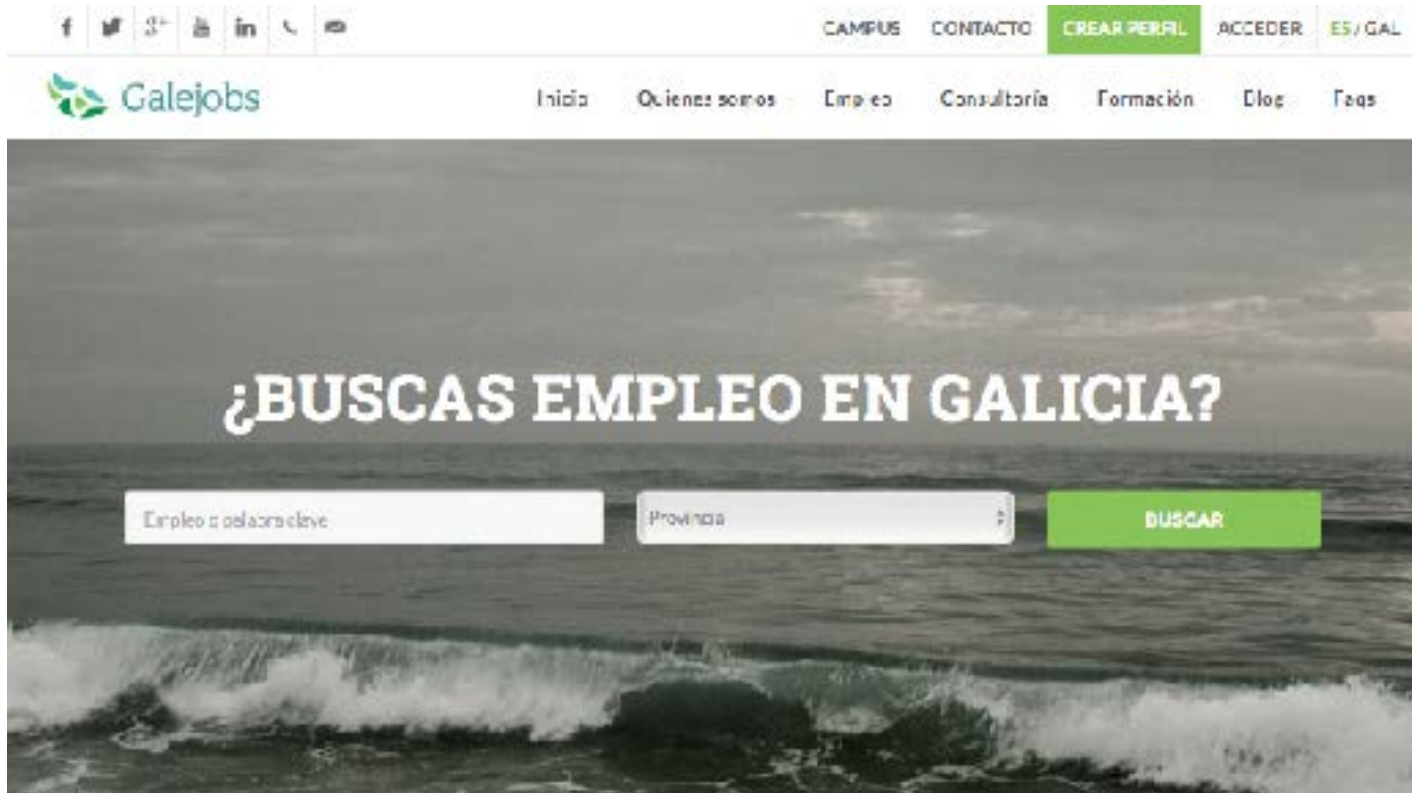 CAMPUS CONTACTO CREAR PERFIL ACCEDER ES / GAL
Galejobs
Inicio Quienes somos Empleo Consultoría Formación Blog Faqs
¿BUSCAS EMPLEO EN GALICIA?
Empleo o palabra clave Provincia BUSCAR